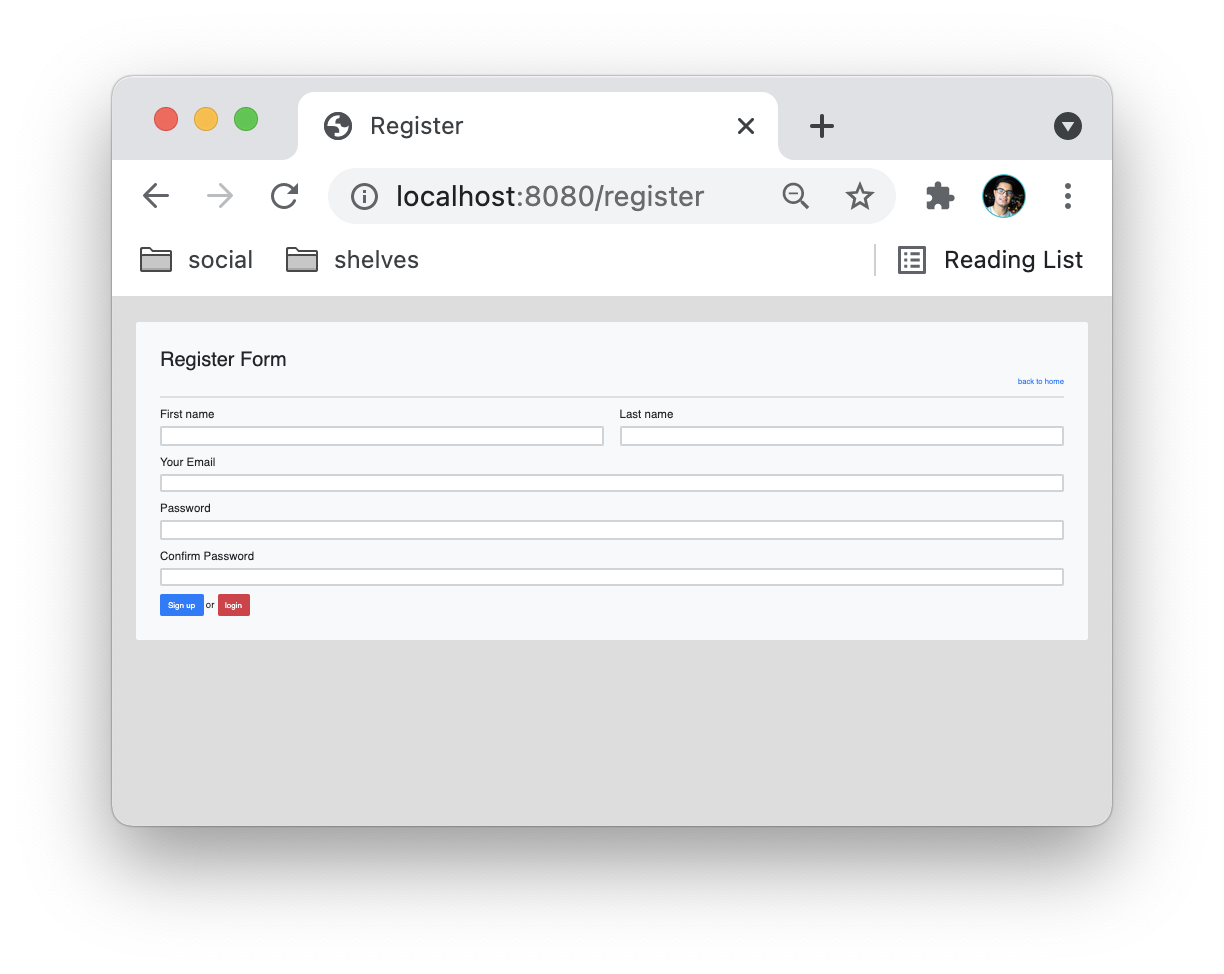 Register
localhost:8080/register
social shelves Reading List
Register Form
back to home
First name Last name
Your Email
Password
Confirm Password
Sign up or login